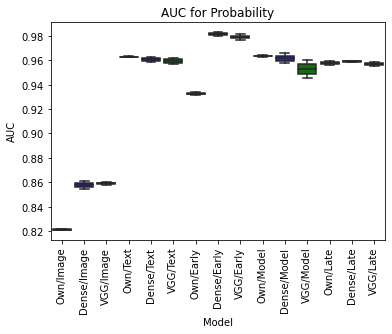 AUC for Probability
AUC
0.98
0.96
0.94
0.92
0.90
0.88
0.86
0.84
0.82
Own/Image
Dense/Image
VGG/Image
Own/Text
Dense/Text
VGG/Text
Own/Early
Dense/Early
VGG/Early
Own/Model
Dense/Model
VGG/Model
Own/Late
Dense/Late
VGG/Late
Model